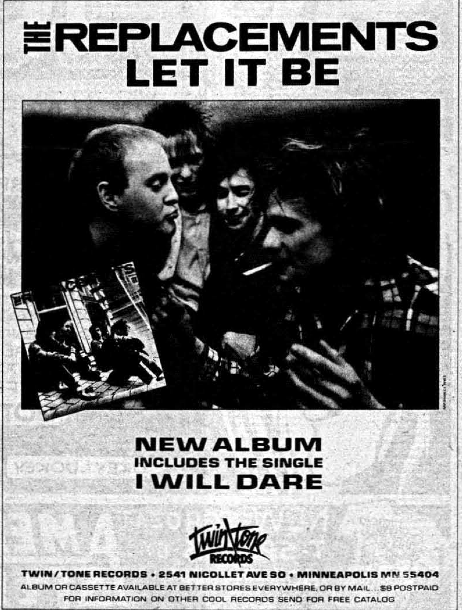 THE REPLACEMENTS
LET IT BE
NEW ALBUM
INCLUDES THE SINGLE
I WILL DARE
Twin/Tone
RECORDS
TWIN/TONE RECORDS • 2541 NICOLLET AVE SO • MINNEAPOLIS MN 55404
ALBUM OR CASSETTE AVAILABLE AT BETTER STORES EVERYWHERE, OR BY MAIL...$8 POSTPAID
FOR INFORMATION ON OTHER COOL RECORDS SEND FOR FREE CATALOG